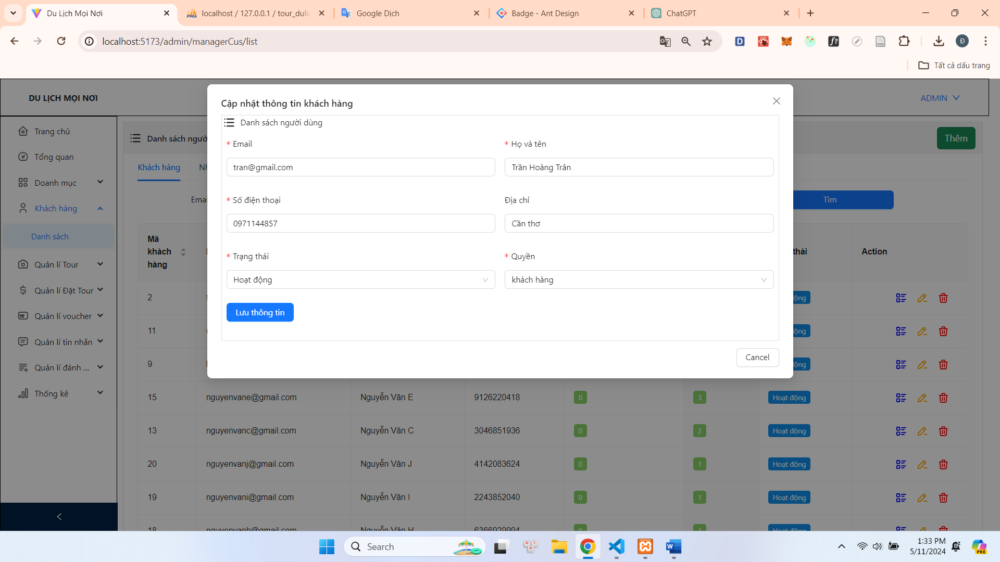 Du Lịch Mọi Nơi
localhost / 127.0.0.1 / tour_dulic
Google Dịch
Badge - Ant Design
ChatGPT
localhost:5173/admin/managerCus/list
Tất cả dấu trang
DU LỊCH MỌI NƠI
ADMIN
Trang chủ
Tổng quan
Doanh mục
Khách hàng
Danh sách
Quản lí Tour
Quản lí Đặt Tour
Quản lí voucher
Quản lí tin nhắn
Quản lí đánh ...
Thống kê
Danh sách ngườ
Thêm
Khách hàng
Nh
Emai
Tìm
Cập nhật thông tin khách hàng
Danh sách người dùng
* Email
* Họ và tên
tran@gmail.com
Trần Hoàng Trân
* Số điện thoại
Địa chỉ
0971144857
Cần thơ
* Trạng thái
* Quyền
Hoạt động
khách hàng
Lưu thông tin
Cancel
Mã khách hàng
thái
Action
2
ộng
11
ộng
9
ộng
15 nguyenvane@gmail.com Nguyễn Văn E 9126220418 0 3 Hoạt động
13 nguyenvanc@gmail.com Nguyễn Văn C 3046851936 0 2 Hoạt động
20 nguyenvanj@gmail.com Nguyễn Văn J 4142083624 0 1 Hoạt động
19 nguyenvani@gmail.com Nguyễn Văn I 2243852040 0 1 Hoạt động
18 nguyenvanh@gmail.com Nguyễn Văn H 6366929994 0 1 Hoạt động
Search
1:33 PM
5/11/2024